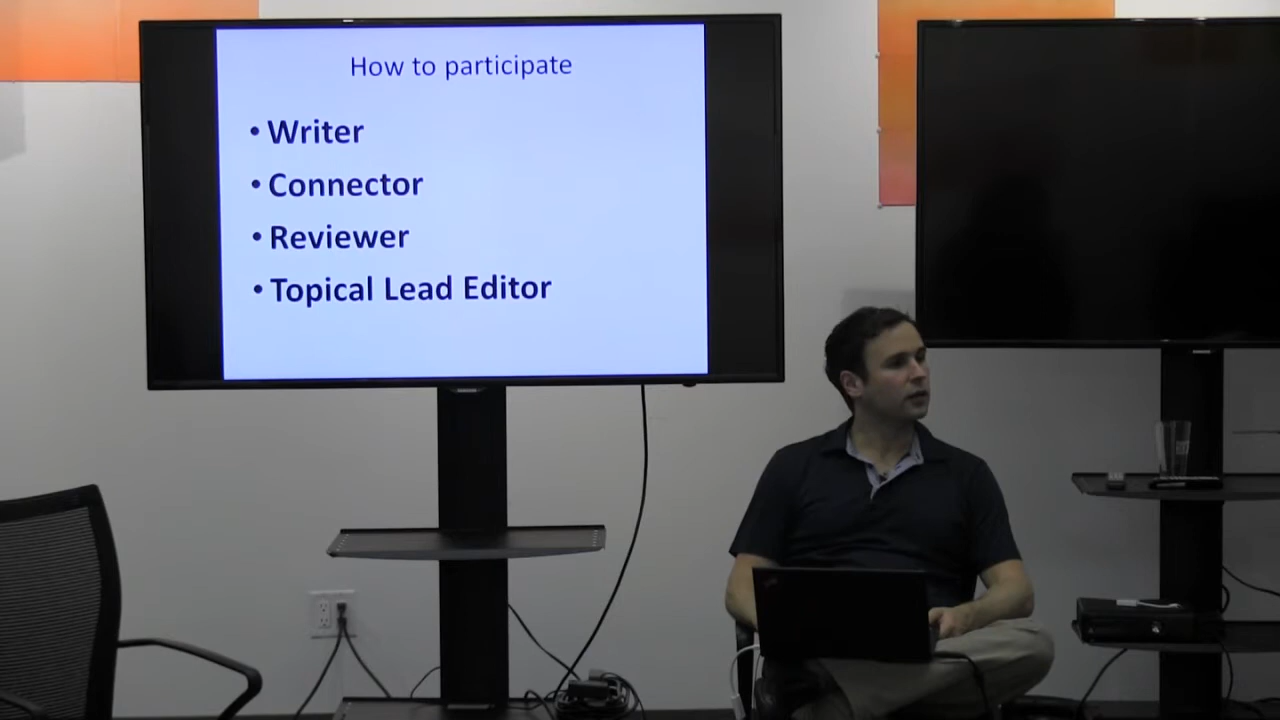 How to participate
• Writer
• Connector
• Reviewer
• Topical Lead Editor